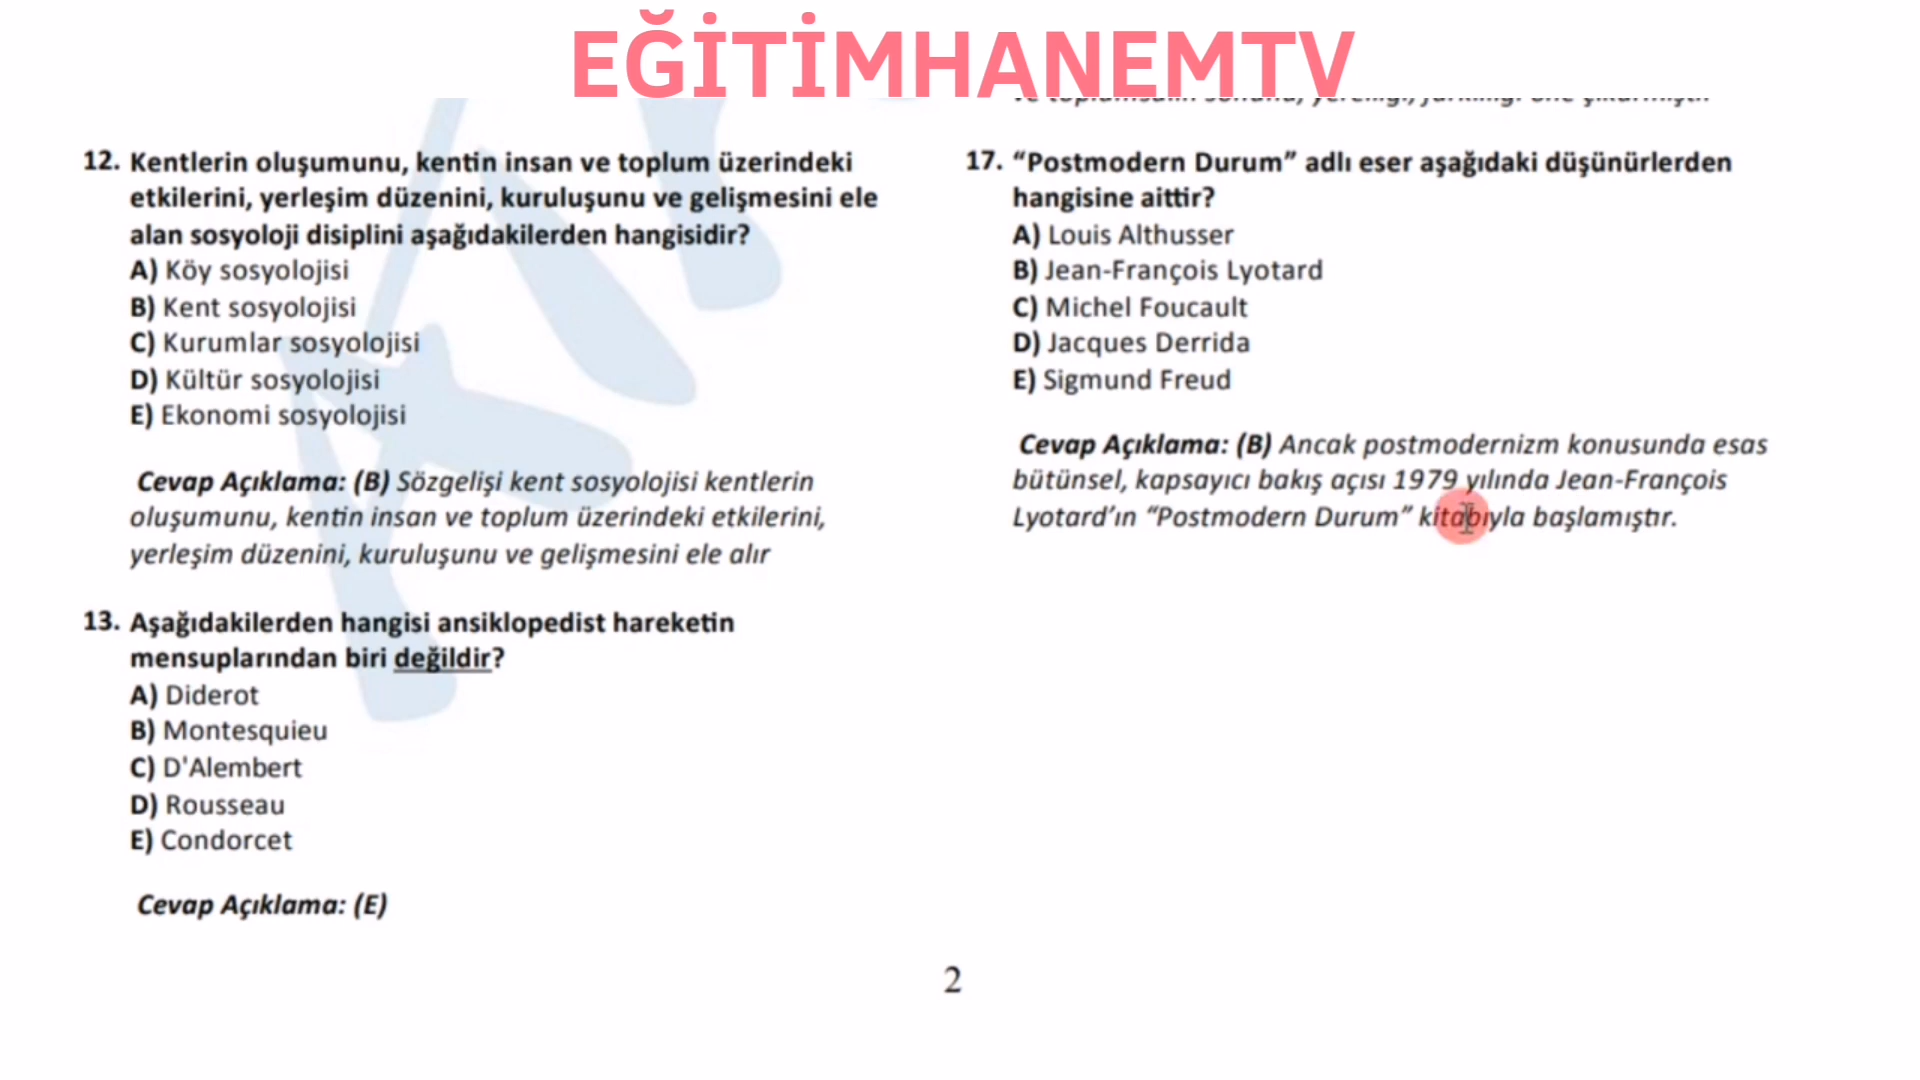 EĞİTİMHANEMTV
12. Kentlerin oluşumunu, kentin insan ve toplum üzerindeki
etkilerini, yerleşim düzenini, kuruluşunu ve gelişmesini ele
alan sosyoloji disiplini aşağıdakilerden hangisidir?
A) Köy sosyolojisi
B) Kent sosyolojisi
C) Kurumlar sosyolojisi
D) Kültür sosyolojisi
E) Ekonomi sosyolojisi
Cevap Açıklama: (B) Sözgelişi kent sosyolojisi kentlerin
oluşumunu, kentin insan ve toplum üzerindeki etkilerini,
yerleşim düzenini, kuruluşunu ve gelişmesini ele alır
13. Aşağıdakilerden hangisi ansiklopedist hareketin
mensuplarından biri değildir?
A) Diderot
B) Montesquieu
C) D'Alembert
D) Rousseau
E) Condorcet
Cevap Açıklama: (E)
17. “Postmodern Durum” adlı eser aşağıdaki düşünürlerden
hangisine aittir?
A) Louis Althusser
B) Jean-François Lyotard
C) Michel Foucault
D) Jacques Derrida
E) Sigmund Freud
Cevap Açıklama: (B) Ancak postmodernizm konusunda esas
bütünsel, kapsayıcı bakış açısı 1979 yılında Jean-François
Lyotard’ın “Postmodern Durum” kitabıyla başlamıştır.
2